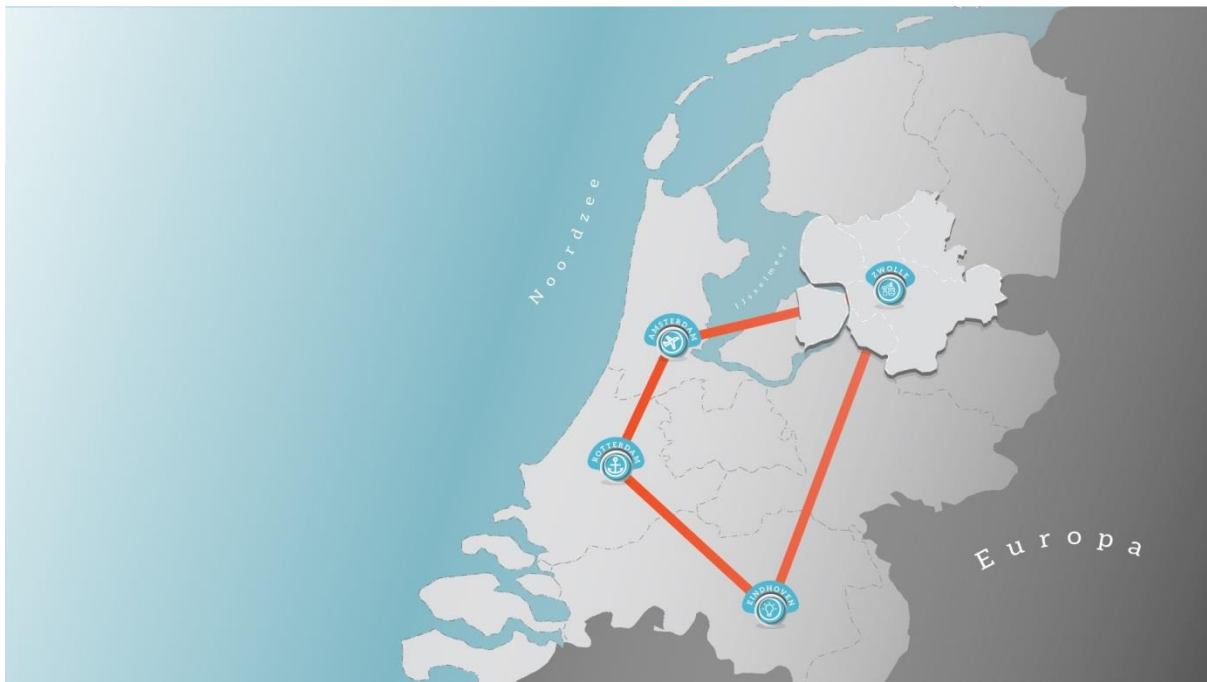 Noordzee
IJsselmeer
ZWOLLE
AMSTERDAM
ROTTERDAM
Europa
EINDHOVEN